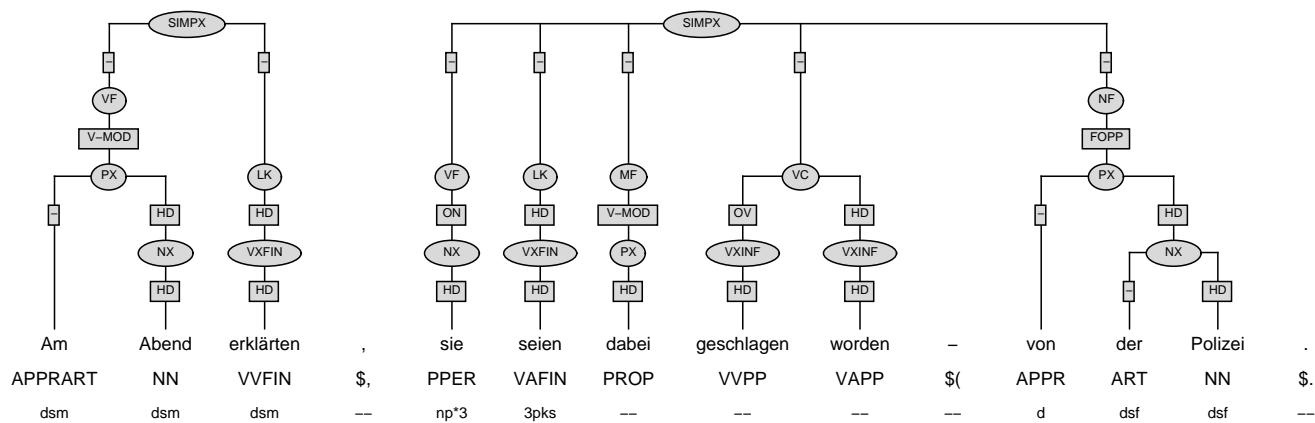 SIMPX SIMPX
– – – – – – –
VF NF
V–MOD FOPP
PX LK VF LK MF VC PX
– HD HD ON HD V–MOD OV HD – HD
NX VXFIN NX VXFIN PX VXINF VXINF NX
HD HD HD HD HD HD HD – HD
Am Abend erklärten , sie seien dabei geschlagen worden – von der Polizei .
APPRART NN VVFIN $, PPER VAFIN PROP VVPP VAPP $( APPR ART NN $.
dsm dsm dsm –– np*3 3pks –– –– –– –– d dsf dsf ––